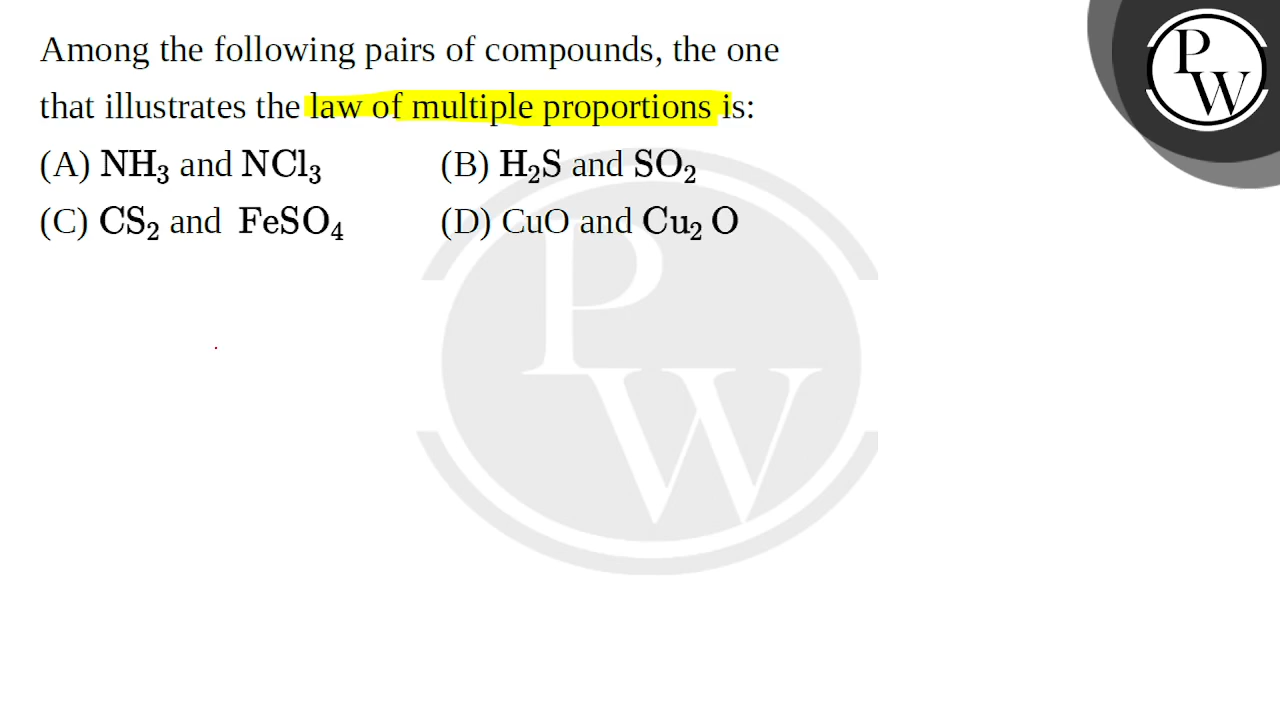 Among the following pairs of compounds, the one
that illustrates the law of multiple proportions is:
(A) NH₃ and NCl₃ (B) H₂S and SO₂
(C) CS₂ and FeSO₄ (D) CuO and Cu₂ O
P
W
P
W